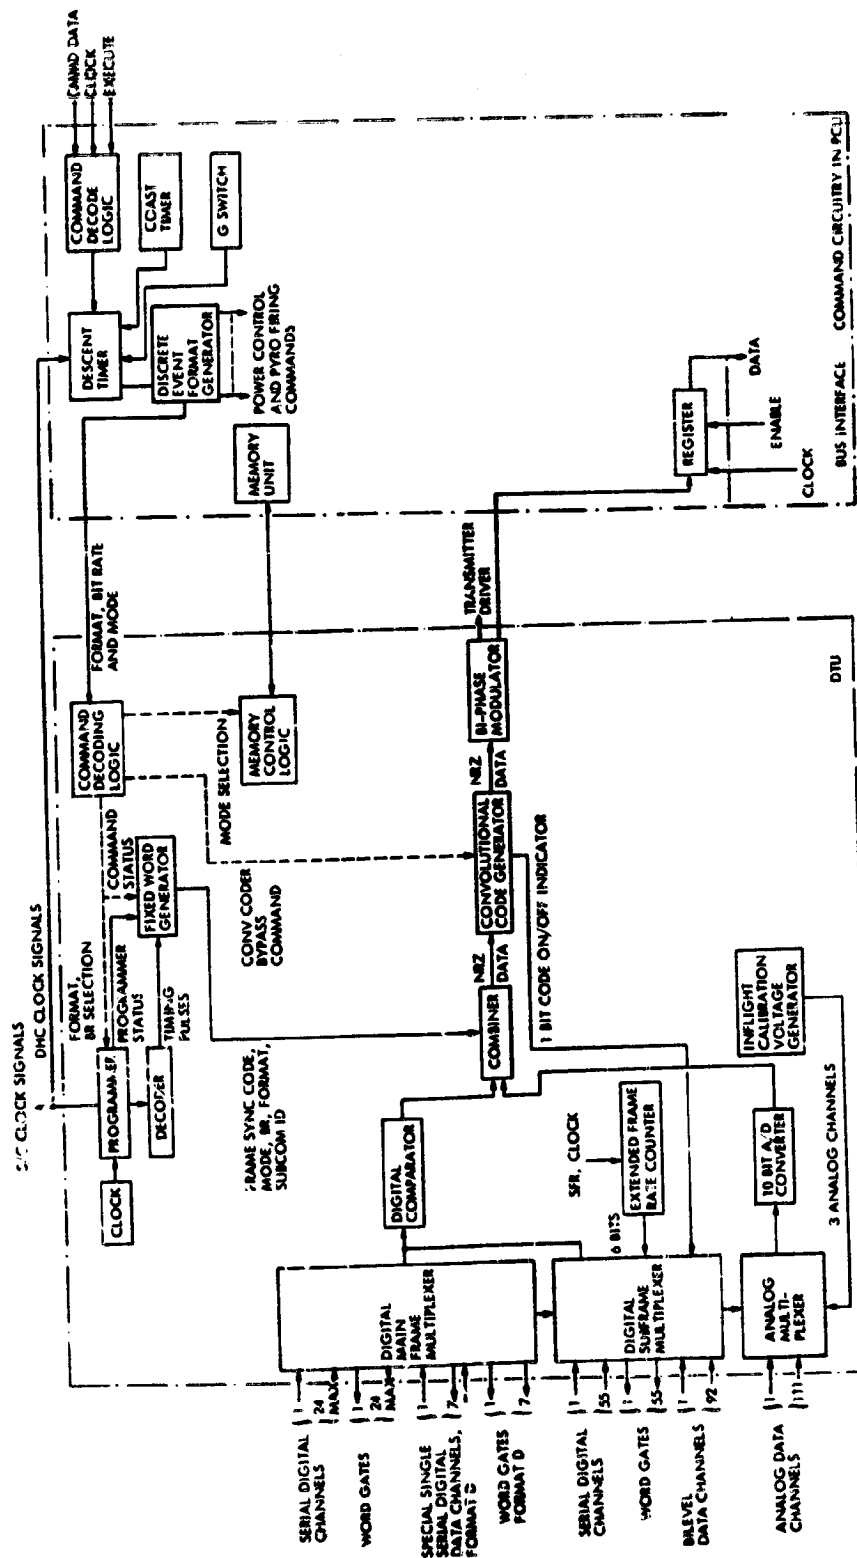 S/C CLOCK SIGNALS
DHC CLOCK SIGNALS
CMMD DATA
CLOCK
EXECUTE
COMMAND
DECODE
LOGIC
COAST
TIMER
G SWITCH
DESCENT
TIMER
DISCRETE
EVENT
FORMAT
GENERATOR
POWER CONTROL
AND PYRO FIRING
COMMANDS
MEMORY
UNIT
FORMAT, BIT RATE
AND MODE
COMMAND
DECODING
LOGIC
MEMORY
CONTROL
LOGIC
MODE SELECTION
FORMAT,
BR SELECTION
COMMAND
STATUS
PROGRAMMER
STATUS
FIXED WORD
GENERATOR
TIMING
PULSES
CLOCK
PROGRAMMER
DECODER
CONV CODER
BYPASS
COMMAND
FRAME SYNC CODE,
MODE, BR, FORMAT,
SUBCOM ID
SERIAL DIGITAL
CHANNELS
1
24
MAX
WORD GATES
1
24
MAX
SPECIAL SINGLE
SERIAL DIGITAL
DATA CHANNELS,
FORMAT D
1
7
WORD GATES
FORMAT D
1
7
DIGITAL
MAIN
FRAME
MULTIPLEXER
DIGITAL
COMPARATOR
COMBINER
NRZ
DATA
CONVOLUTIONAL
CODE GENERATOR
NRZ
DATA
BI-PHASE
MODULATOR
TRANSMITTER
DRIVER
1 BIT CODE ON/OFF INDICATOR
REGISTER
DATA
ENABLE
CLOCK
BUS INTERFACE
COMMAND CIRCUITRY IN PCU
SERIAL DIGITAL
CHANNELS
1
55
WORD GATES
1
55
BILEVEL
DATA CHANNELS
1
92
DIGITAL
SUBFRAME
MULTIPLEXER
6 BITS
SFR, CLOCK
EXTENDED FRAME
RATE COUNTER
INFLIGHT
CALIBRATION
VOLTAGE
GENERATOR
10 BIT A/D
CONVERTER
3 ANALOG CHANNELS
ANALOG DATA
CHANNELS
1
111
ANALOG
MULTI-
PLEXER
DTU